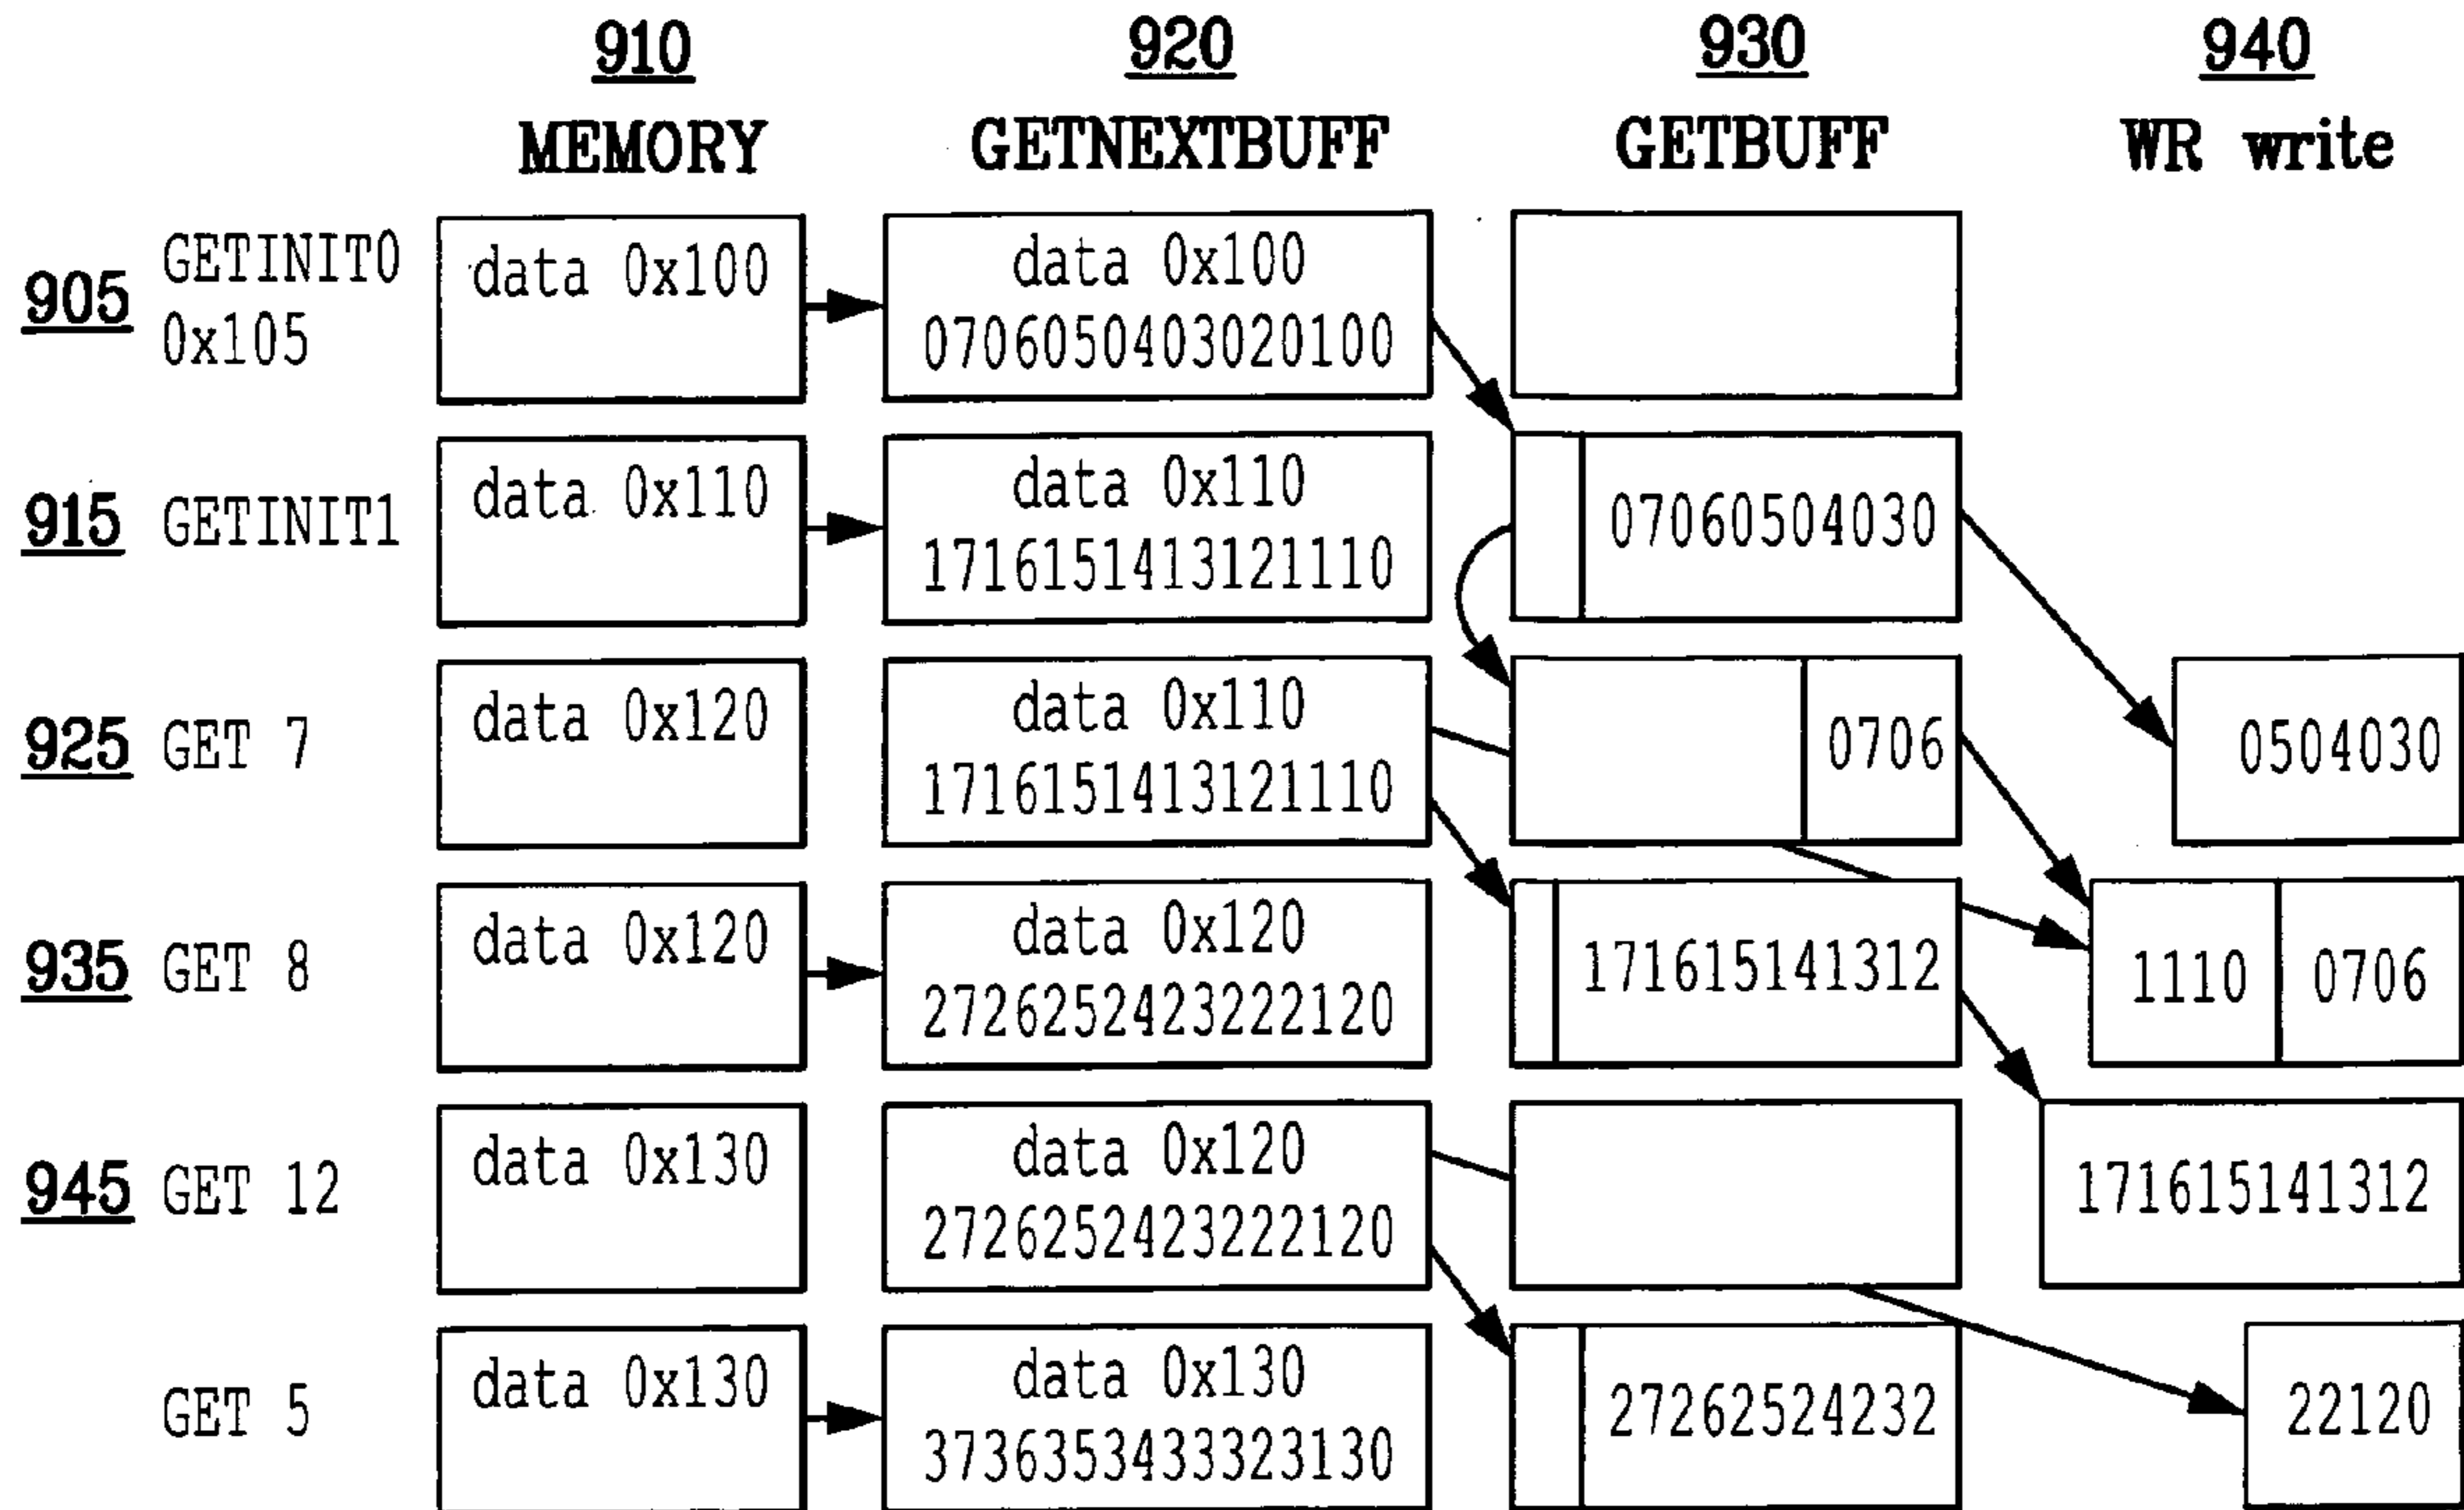 910 920 930 940
MEMORY GETNEXTBUFF GETBUFF WR write
GETINIT0 data 0x100 data 0x100
905
0x105 0706050403020100
data 0x110 data 0x110
915 GETINIT1 07060504030
1716151413121110
data 0x120 data 0x110
925 GET 7 0706 0504030
1716151413121110
data 0x120 data 0x120
935 GET 8 171615141312 1110 0706
2726252423222120
data 0x130 data 0x120
945 GET 12 171615141312
2726252423222120
data 0x130 data 0x130
GET 5 27262524232 22120
3736353433323130